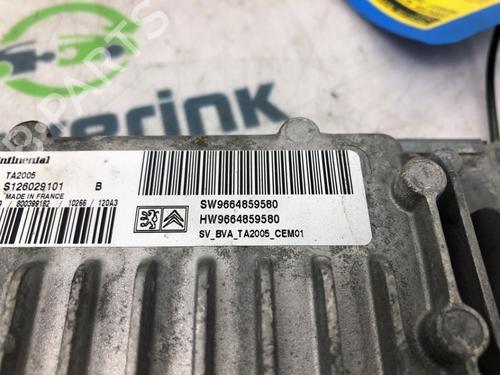 ontinental
TA2005
S126029101 B
MADE IN FRANCE
800399182 / 10266 / 120A3
SW9664859580
HW9664859580
SV_BVA_TA2005_CEM01
erink
B-PARTS